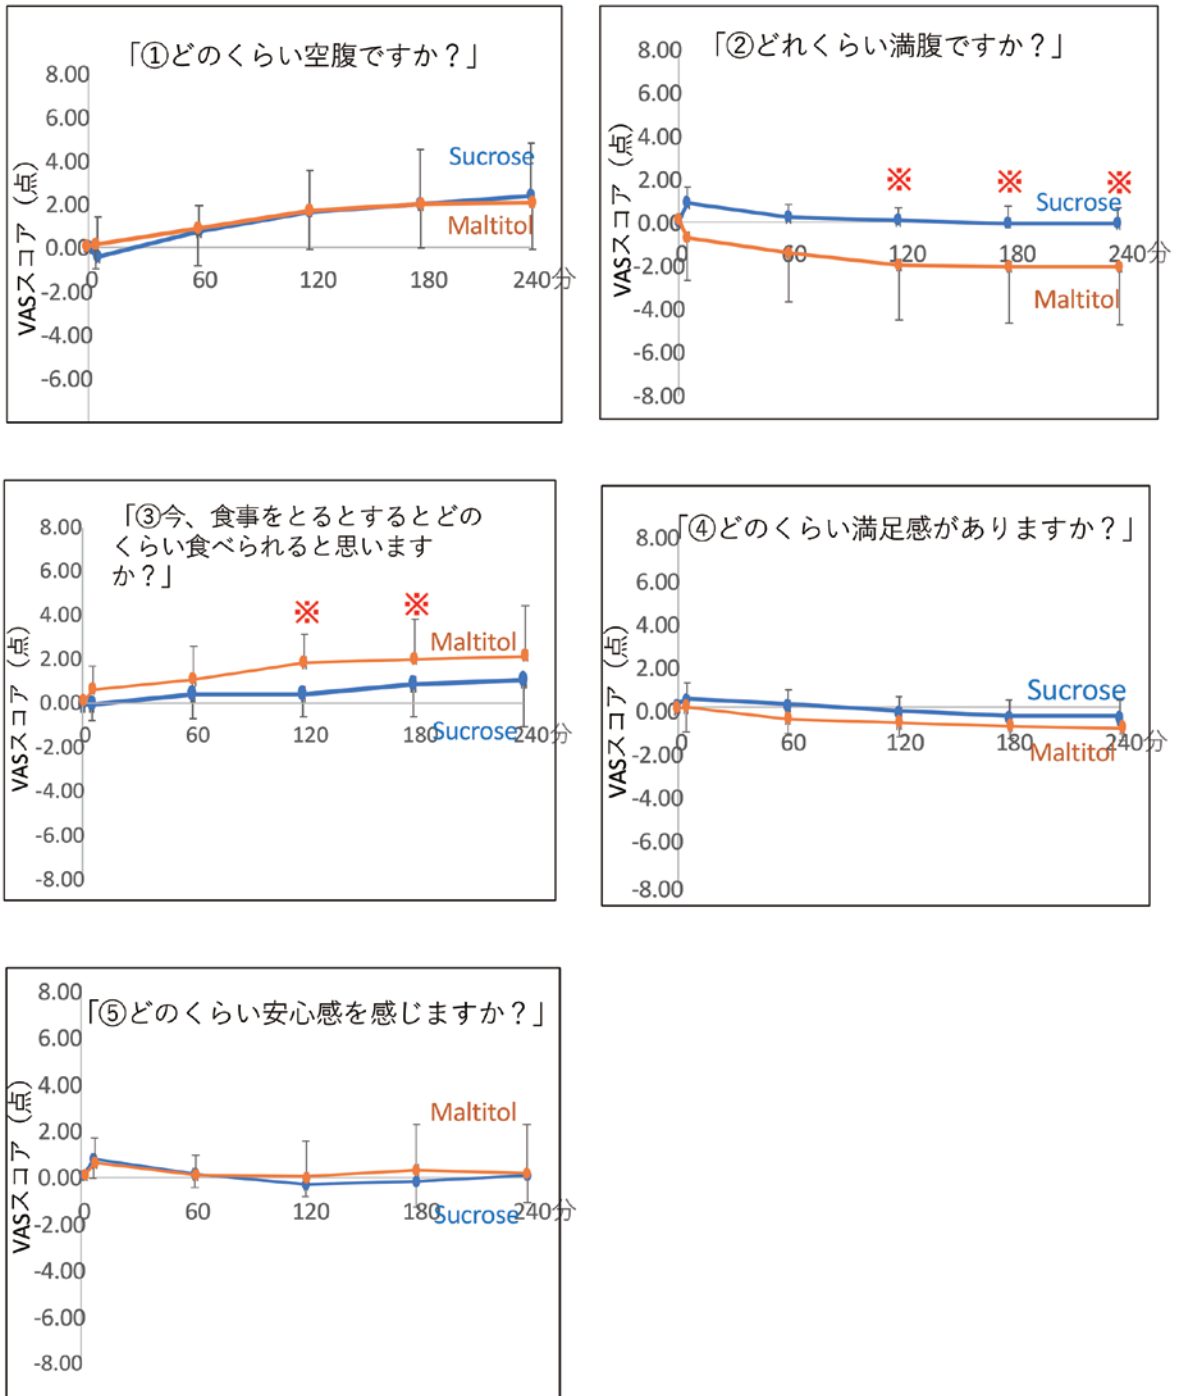 「①どのくらい空腹ですか？」
8.00
6.00
4.00
2.00
0.00
-2.00
-4.00
-6.00
VASスコア（点）
Sucrose
Maltitol
0 60 120 180 240分
「②どれくらい満腹ですか？」
8.00
6.00
4.00
2.00
0.00
-2.00
-4.00
-6.00
-8.00
VASスコア（点）
※ ※ ※
Sucrose
Maltitol
0 60 120 180 240分
「③今、食事をとるとするとどの
くらい食べられると思います
か？」
8.00
6.00
4.00
2.00
0.00
-2.00
-4.00
-6.00
-8.00
VASスコア（点）
※ ※
Maltitol
Sucrose
0 60 120 180 240分
「④どのくらい満足感がありますか？」
8.00
6.00
4.00
2.00
0.00
-2.00
-4.00
-6.00
-8.00
VASスコア（点）
Sucrose
Maltitol
0 60 120 180 240分
「⑤どのくらい安心感を感じますか？」
8.00
6.00
4.00
2.00
0.00
-2.00
-4.00
-6.00
-8.00
VASスコア（点）
Maltitol
Sucrose
0 60 120 180 240分